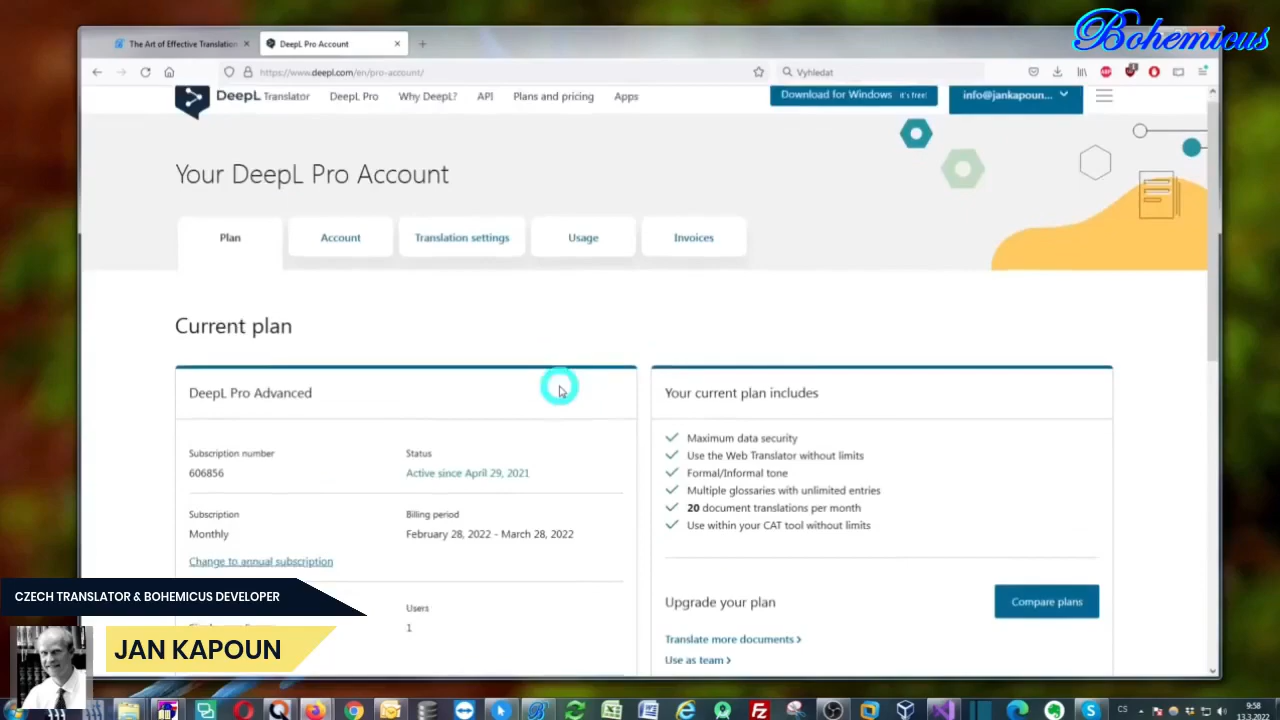 Bohemicus
The Art of Effective Translation
DeepL Pro Account
https://www.deepl.com/en/pro-account/
Vyhledat
DeepL Translator
DeepL Pro
Why DeepL?
API
Plans and pricing
Apps
Download for Windows it's free!
info@jankapoun...
Your DeepL Pro Account
Plan
Account
Translation settings
Usage
Invoices
Current plan
DeepL Pro Advanced
Subscription number
606856
Status
Active since April 29, 2021
Subscription
Monthly
Billing period
February 28, 2022 - March 28, 2022
Change to annual subscription
Users
1
Your current plan includes
Maximum data security
Use the Web Translator without limits
Formal/Informal tone
Multiple glossaries with unlimited entries
20 document translations per month
Use within your CAT tool without limits
Upgrade your plan
Compare plans
Translate more documents
Use as team
CZECH TRANSLATOR & BOHEMICUS DEVELOPER
JAN KAPOUN
CS
9:58
13.3.2022